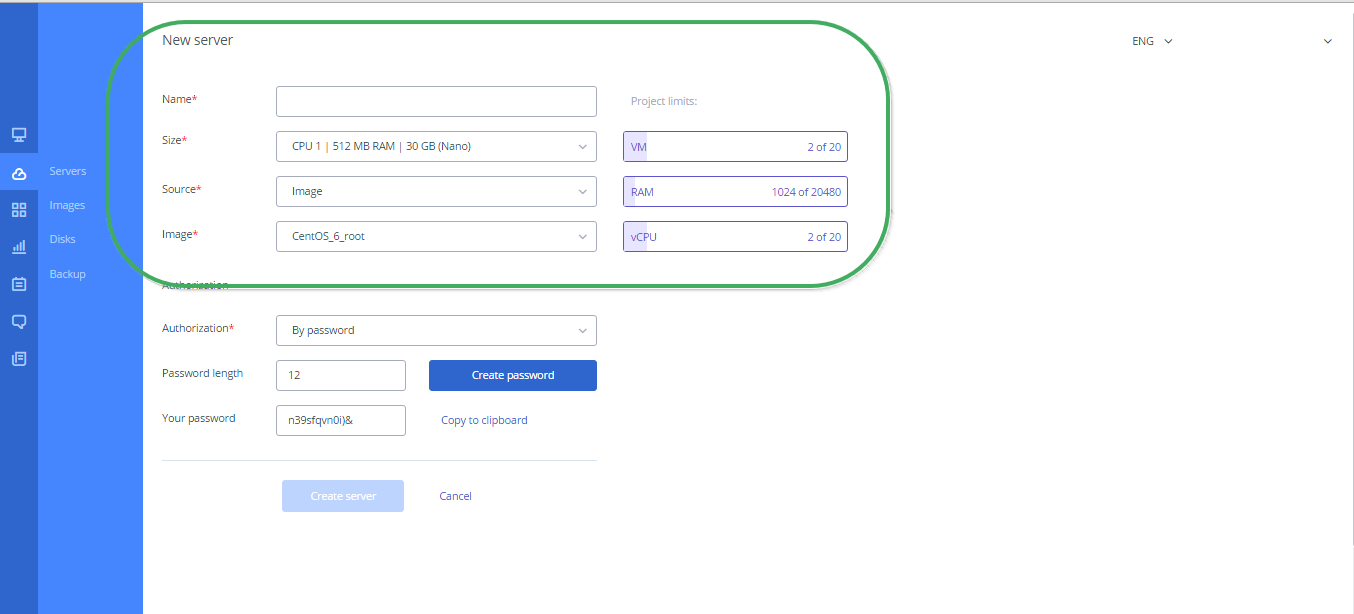 New server
ENG
Name*
Project limits:
Size*
CPU 1 | 512 MB RAM | 30 GB (Nano)
VM 2 of 20
Servers
Source*
Image
RAM 1024 of 20480
Images
Image*
CentOS_6_root
vCPU 2 of 20
Disks
Backup
Authorization
Authorization*
By password
Password length
12
Create password
Your password
n39sfqvn0i)&
Copy to clipboard
Create server
Cancel